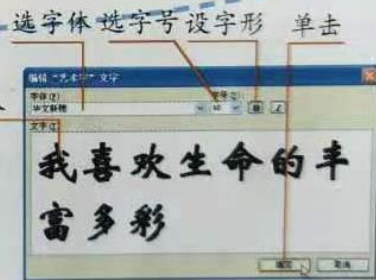 选字体 选字号 设字形 单击
编辑“艺术字”文字
字体(F): 字号(S):
华文新魏 40 B I
文字(T):
我喜欢生命的丰
富多彩
确定 取消